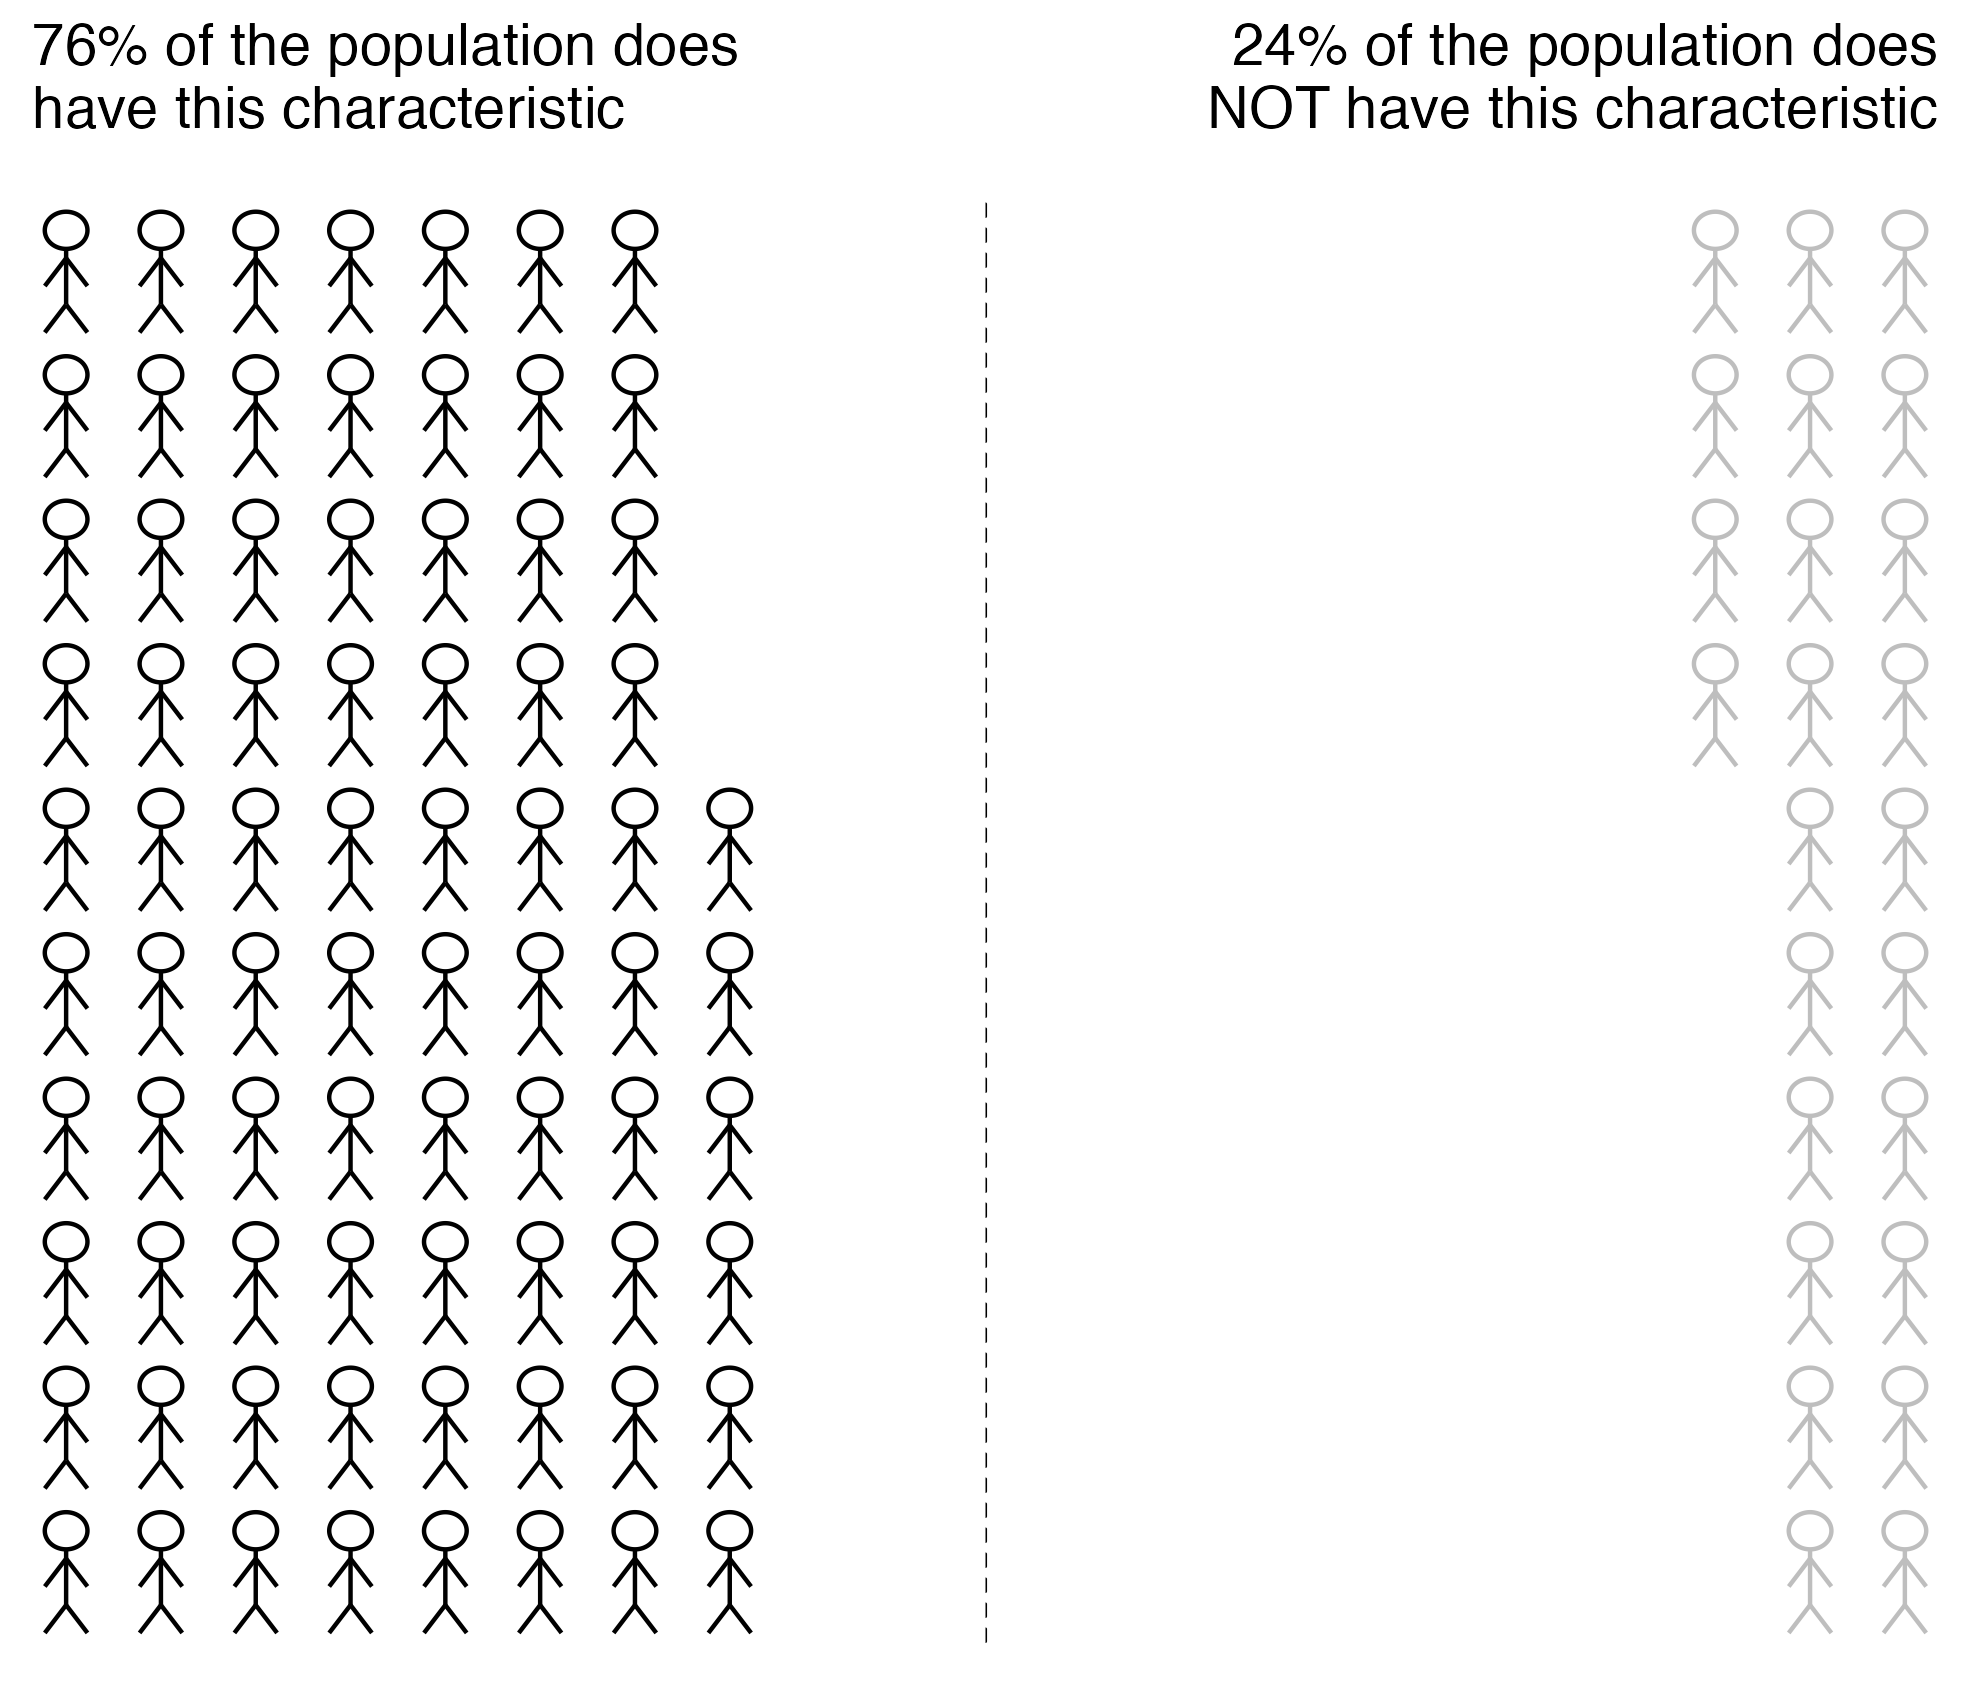 76% of the population does
have this characteristic
24% of the population does
NOT have this characteristic